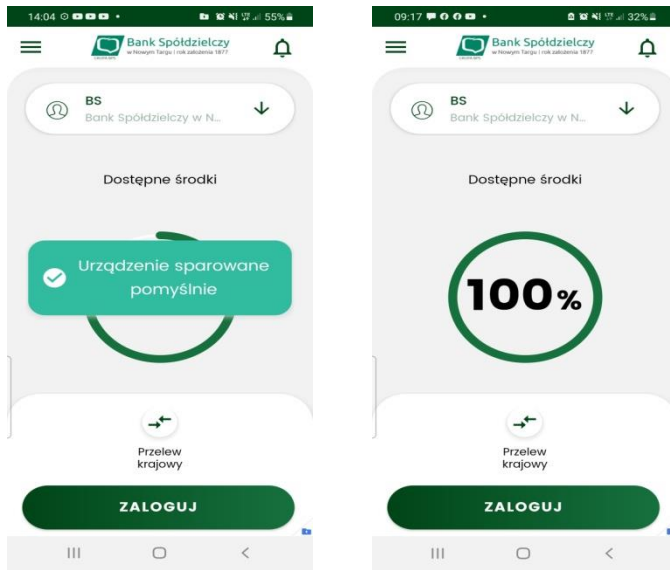 14:04
55%
Bank Spółdzielczy
w Nowym Targu | rok założenia 1877
BS
Bank Spółdzielczy w N...
Dostępne środki
Urządzenie sparowane
pomyślnie
Przelew
krajowy
ZALOGUJ
09:17
32%
Bank Spółdzielczy
w Nowym Targu | rok założenia 1877
BS
Bank Spółdzielczy w N...
Dostępne środki
100%
Przelew
krajowy
ZALOGUJ